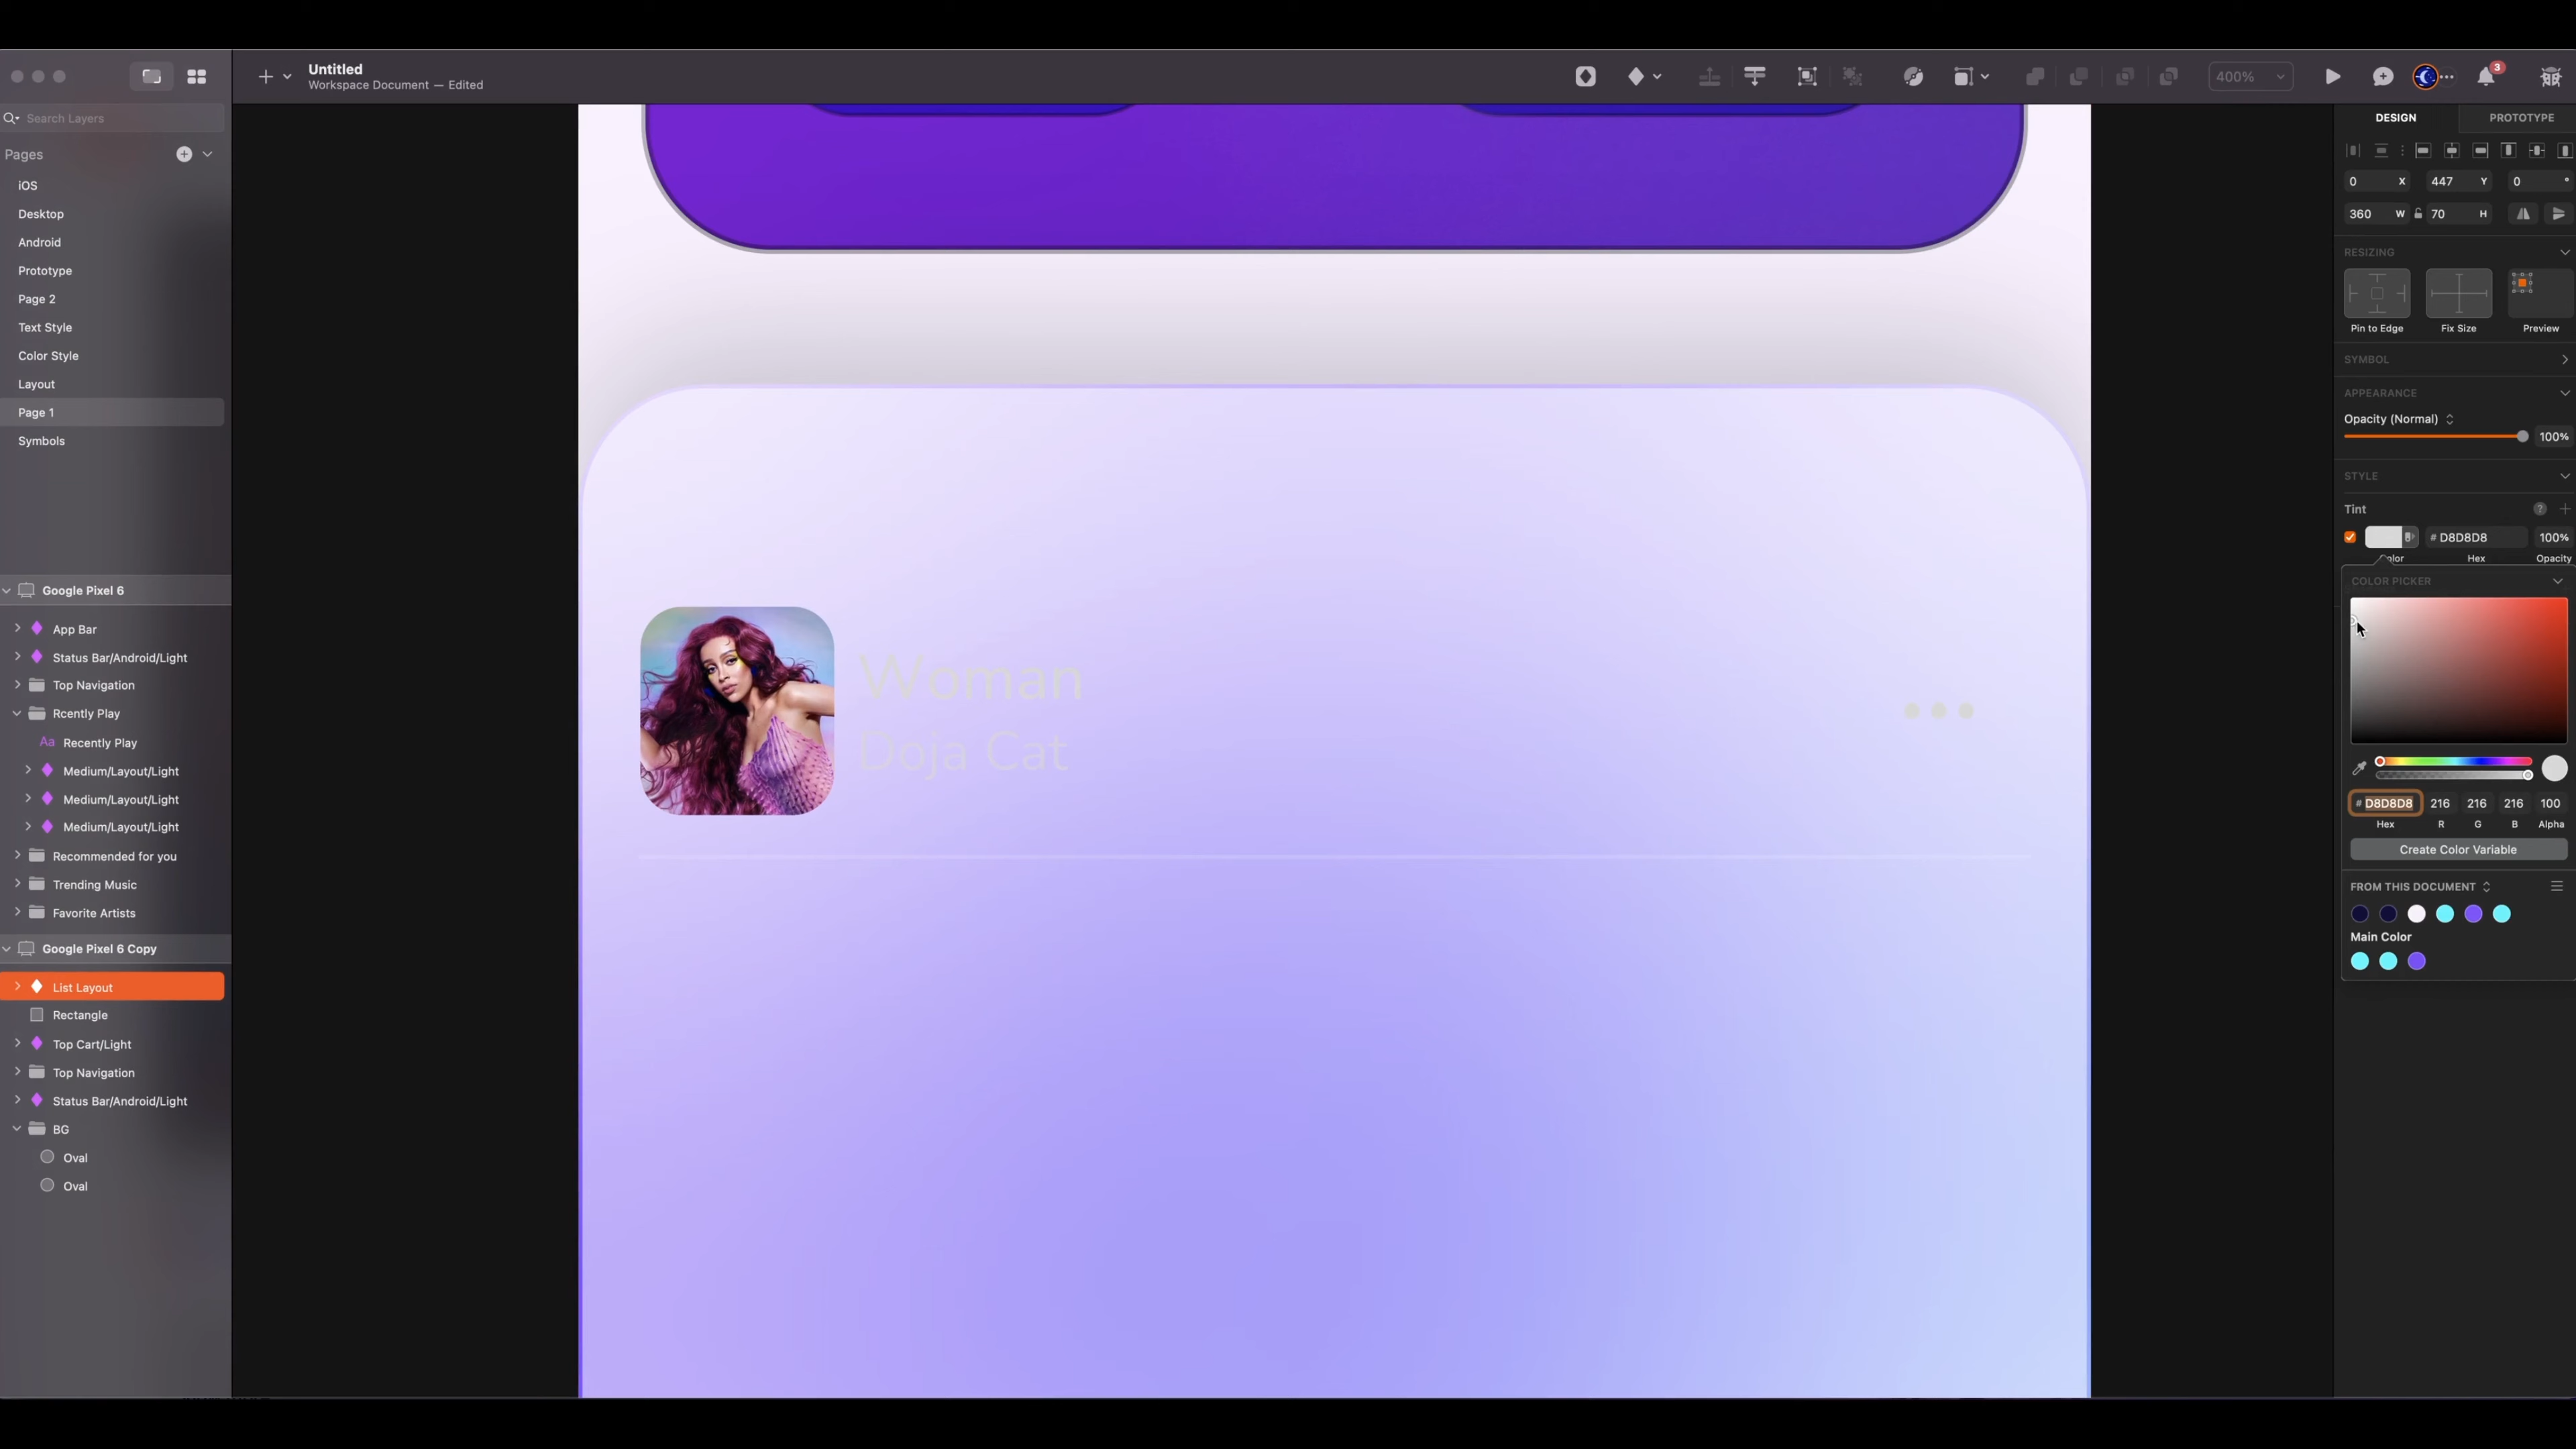 Untitled
Workspace Document — Edited
400%
3
Search Layers
Pages
iOS
Desktop
Android
Prototype
Page 2
Text Style
Color Style
Layout
Page 1
Symbols
Google Pixel 6
App Bar
Status Bar/Android/Light
Top Navigation
Rcently Play
Aa Recently Play
Medium/Layout/Light
Medium/Layout/Light
Medium/Layout/Light
Recommended for you
Trending Music
Favorite Artists
Google Pixel 6 Copy
List Layout
Rectangle
Top Cart/Light
Top Navigation
Status Bar/Android/Light
BG
Oval
Oval
Woman
Doja Cat
DESIGN PROTOTYPE
0 X 447 Y 0 °
360 W 70 H
RESIZING
Pin to Edge Fix Size Preview
SYMBOL
APPEARANCE
Opacity (Normal)
100%
STYLE
Tint ?
# D8D8D8 100%
Color Hex Opacity
COLOR PICKER
# D8D8D8 216 216 216 100
Hex R G B Alpha
Create Color Variable
FROM THIS DOCUMENT
Main Color